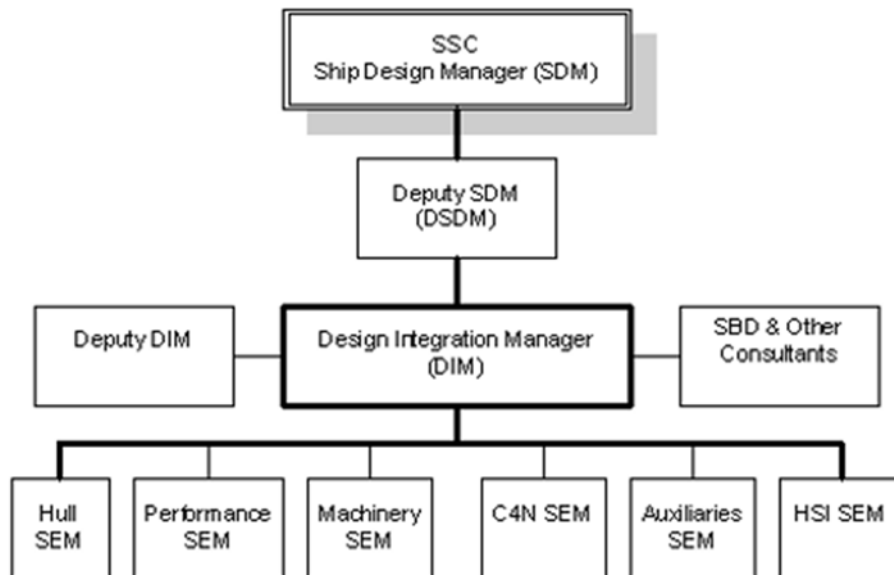 SSC
Ship Design Manager (SDM)
Deputy SDM
(DSDM)
Deputy DIM
Design Integration Manager
(DIM)
SBD & Other
Consultants
Hull
SEM
Performance
SEM
Machinery
SEM
C4N SEM
Auxiliaries
SEM
HSI SEM